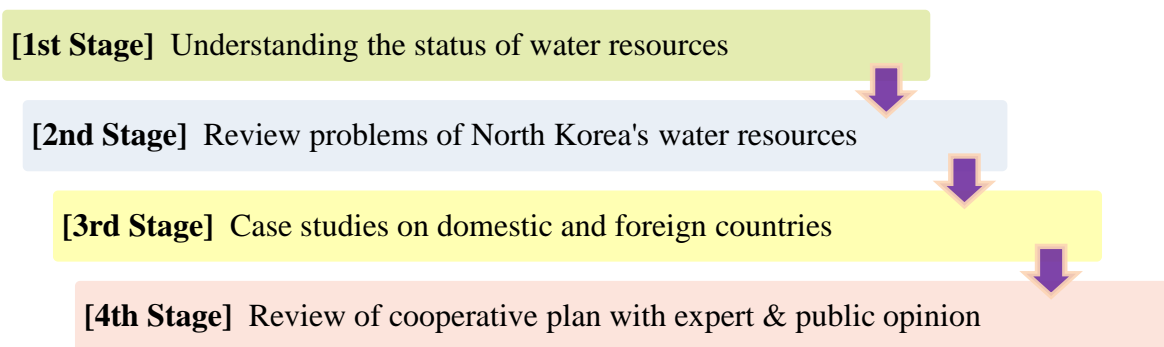 [1st Stage] Understanding the status of water resources
[2nd Stage] Review problems of North Korea's water resources
[3rd Stage] Case studies on domestic and foreign countries
[4th Stage] Review of cooperative plan with expert & public opinion